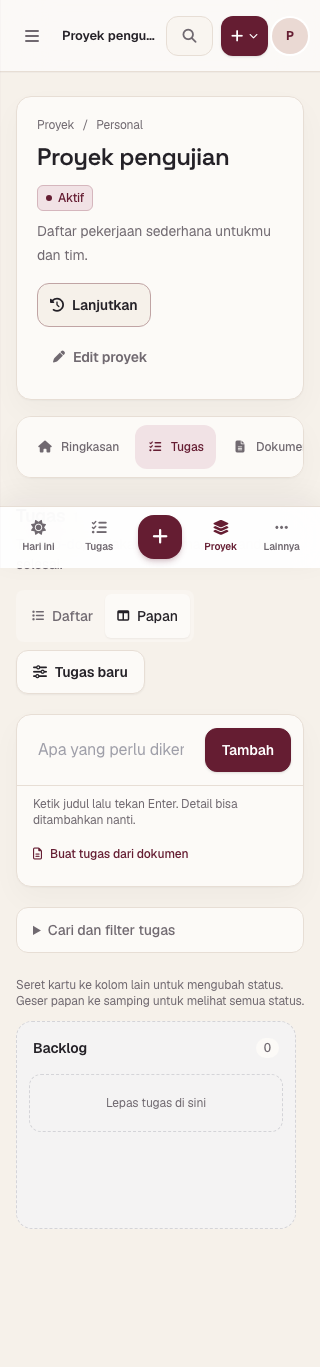 Proyek pengu...
P
Proyek / Personal
Proyek pengujian
Aktif
Daftar pekerjaan sederhana untukmu
dan tim.
Lanjutkan
Edit proyek
Ringkasan
Tugas
Dokume
Hari ini
Tugas
Proyek
Lainnya
Daftar
Papan
Tugas baru
Apa yang perlu diker
Tambah
Ketik judul lalu tekan Enter. Detail bisa
ditambahkan nanti.
Buat tugas dari dokumen
Cari dan filter tugas
Seret kartu ke kolom lain untuk mengubah status.
Geser papan ke samping untuk melihat semua status.
Backlog
0
Lepas tugas di sini